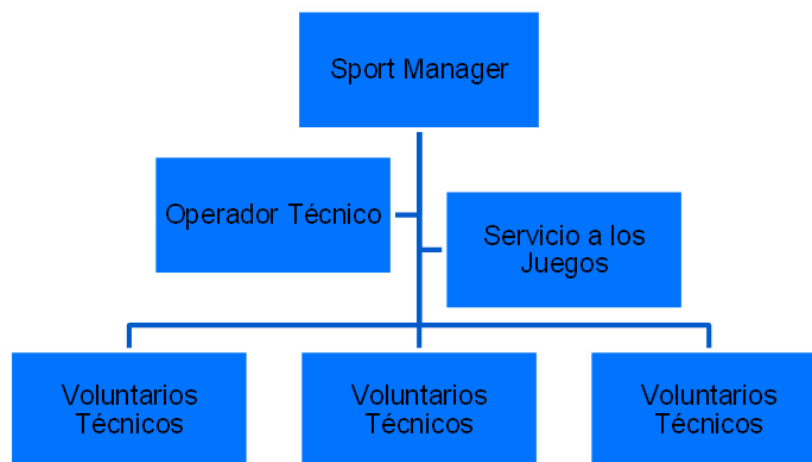 Sport Manager
Operador Técnico
Servicio a los
Juegos
Voluntarios
Técnicos
Voluntarios
Técnicos
Voluntarios
Técnicos